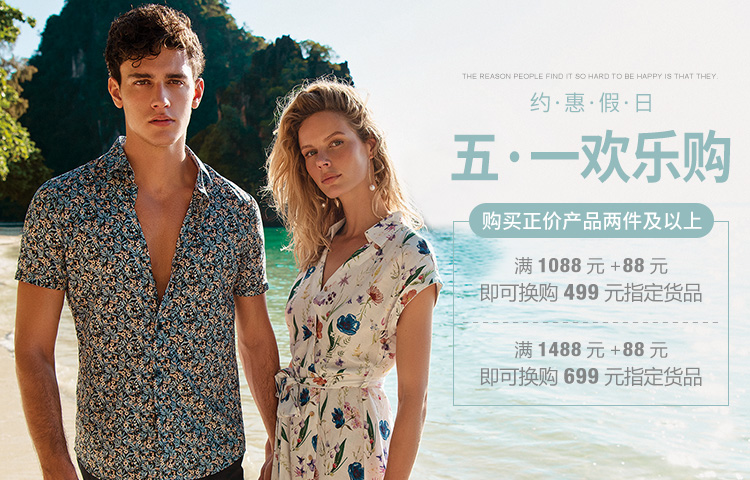 THE REASON PEOPLE FIND IT SO HARD TO BE HAPPY IS THAT THEY
约·惠·假·日
五·一欢乐购
购买正价产品两件及以上
满 1088 元 +88 元
即可换购 499 元指定货品
满 1488 元 +88 元
即可换购 699 元指定货品